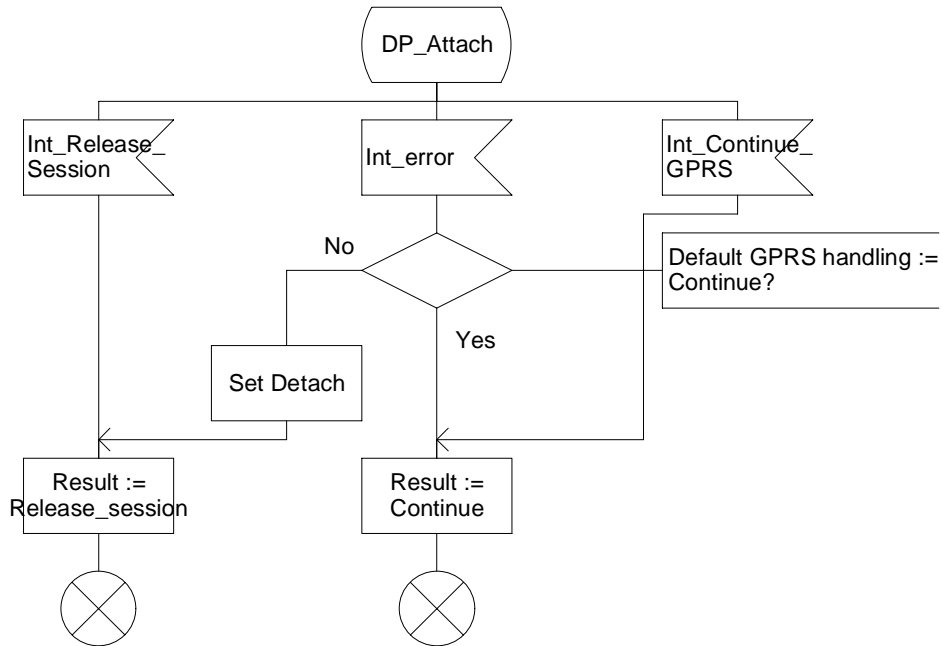 DP_Attach
Int_Release_
Session
Int_error
Int_Continue_
GPRS
No
Default GPRS handling :=
Continue?
Yes
Set Detach
Result :=
Release_session
Result :=
Continue